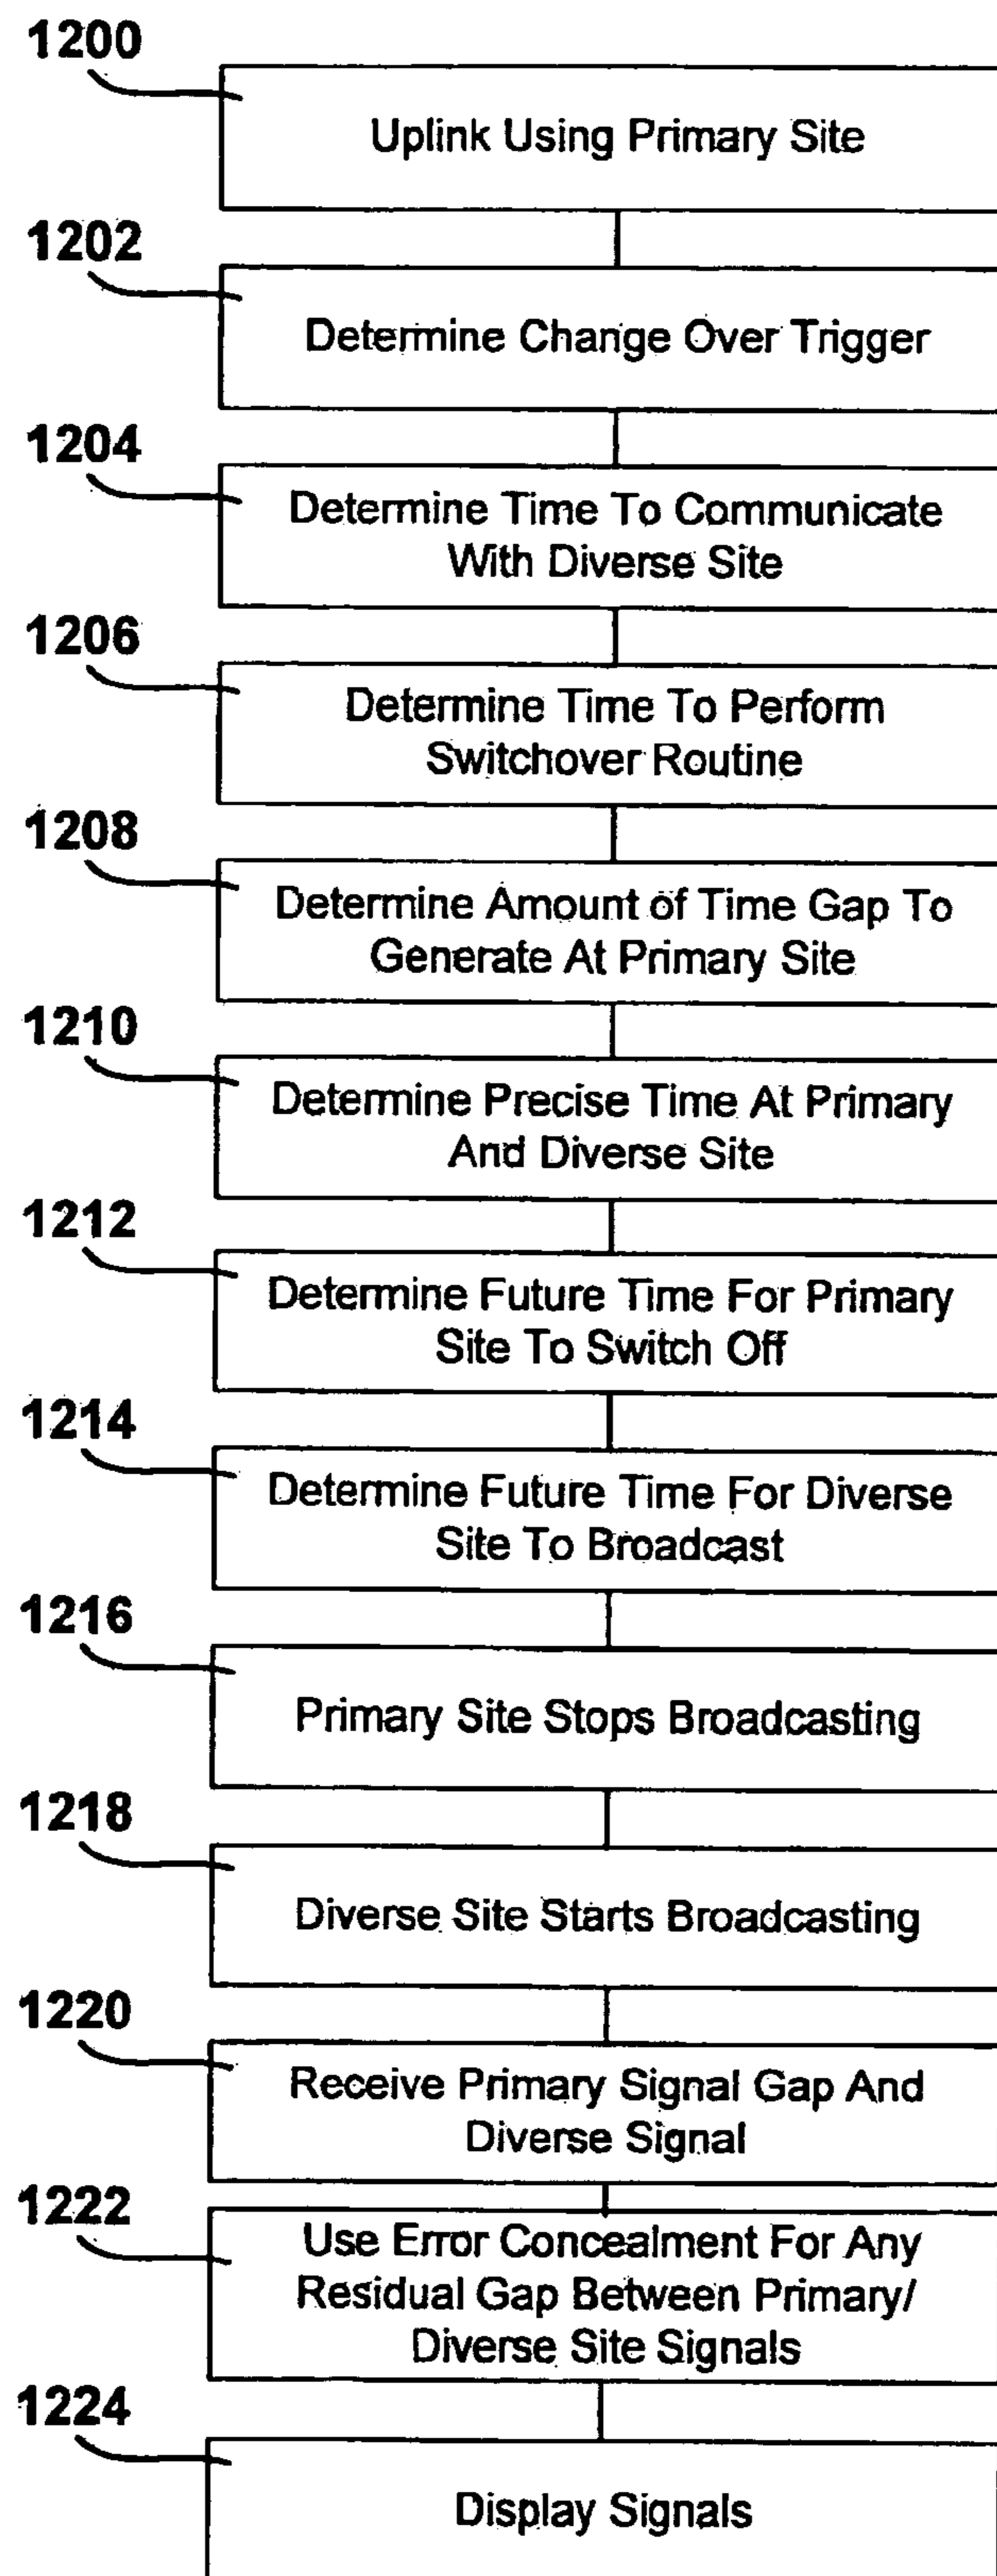 1200
Uplink Using Primary Site
1202
Determine Change Over Trigger
1204
Determine Time To Communicate
With Diverse Site
1206
Determine Time To Perform
Switchover Routine
1208
Determine Amount of Time Gap To
Generate At Primary Site
1210
Determine Precise Time At Primary
And Diverse Site
1212
Determine Future Time For Primary
Site To Switch Off
1214
Determine Future Time For Diverse
Site To Broadcast
1216
Primary Site Stops Broadcasting
1218
Diverse Site Starts Broadcasting
1220
Receive Primary Signal Gap And
Diverse Signal
1222
Use Error Concealment For Any
Residual Gap Between Primary/
Diverse Site Signals
1224
Display Signals